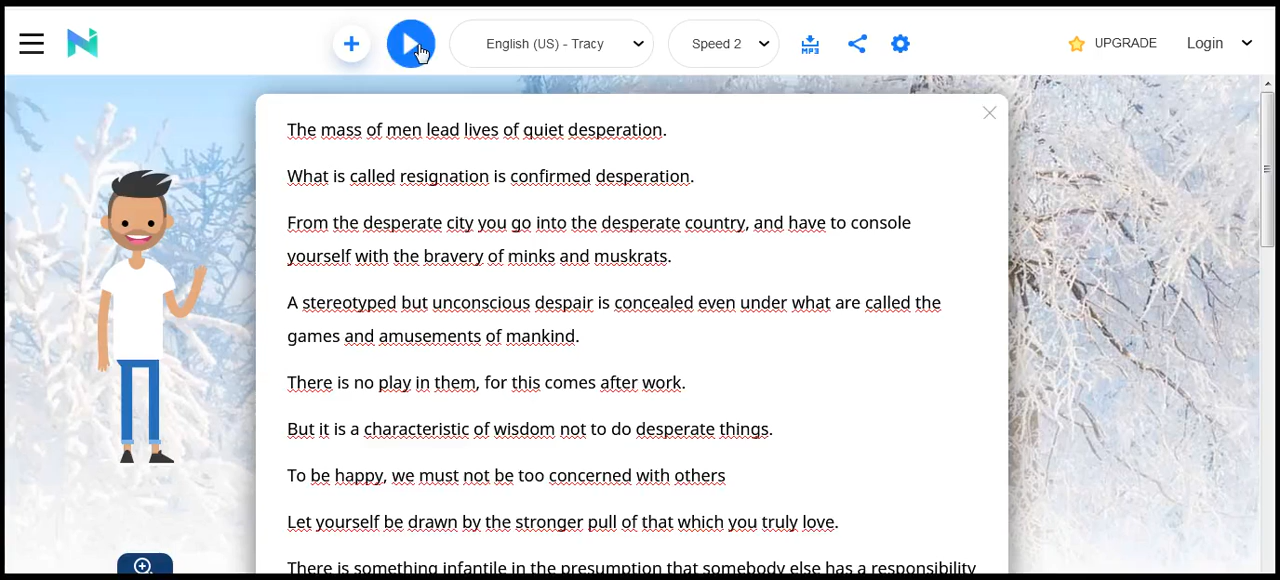 English (US) - Tracy
Speed 2
MP3
UPGRADE
Login
The mass of men lead lives of quiet desperation.
What is called resignation is confirmed desperation.
From the desperate city you go into the desperate country, and have to console
yourself with the bravery of minks and muskrats.
A stereotyped but unconscious despair is concealed even under what are called the
games and amusements of mankind.
There is no play in them, for this comes after work.
But it is a characteristic of wisdom not to do desperate things.
To be happy, we must not be too concerned with others
Let yourself be drawn by the stronger pull of that which you truly love.
There is something infantile in the presumption that somebody else has a responsibility